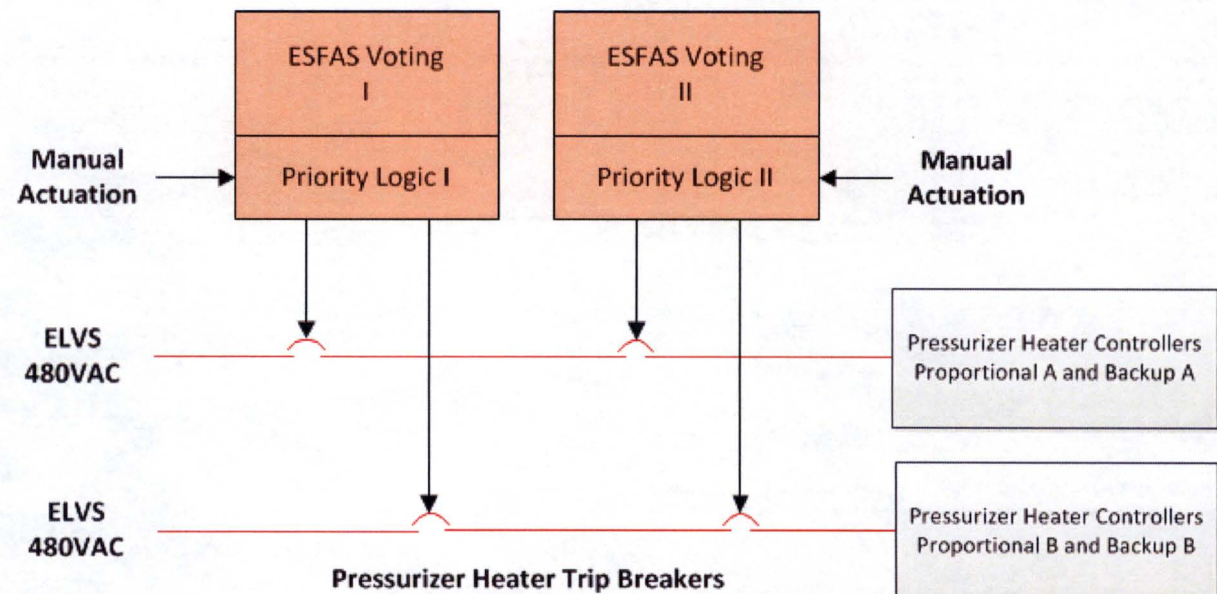 ESFAS Voting
I
ESFAS Voting
II
Manual
Actuation
Priority Logic I
Priority Logic II
Manual
Actuation
ELVS
480VAC
Pressurizer Heater Controllers
Proportional A and Backup A
ELVS
480VAC
Pressurizer Heater Controllers
Proportional B and Backup B
Pressurizer Heater Trip Breakers